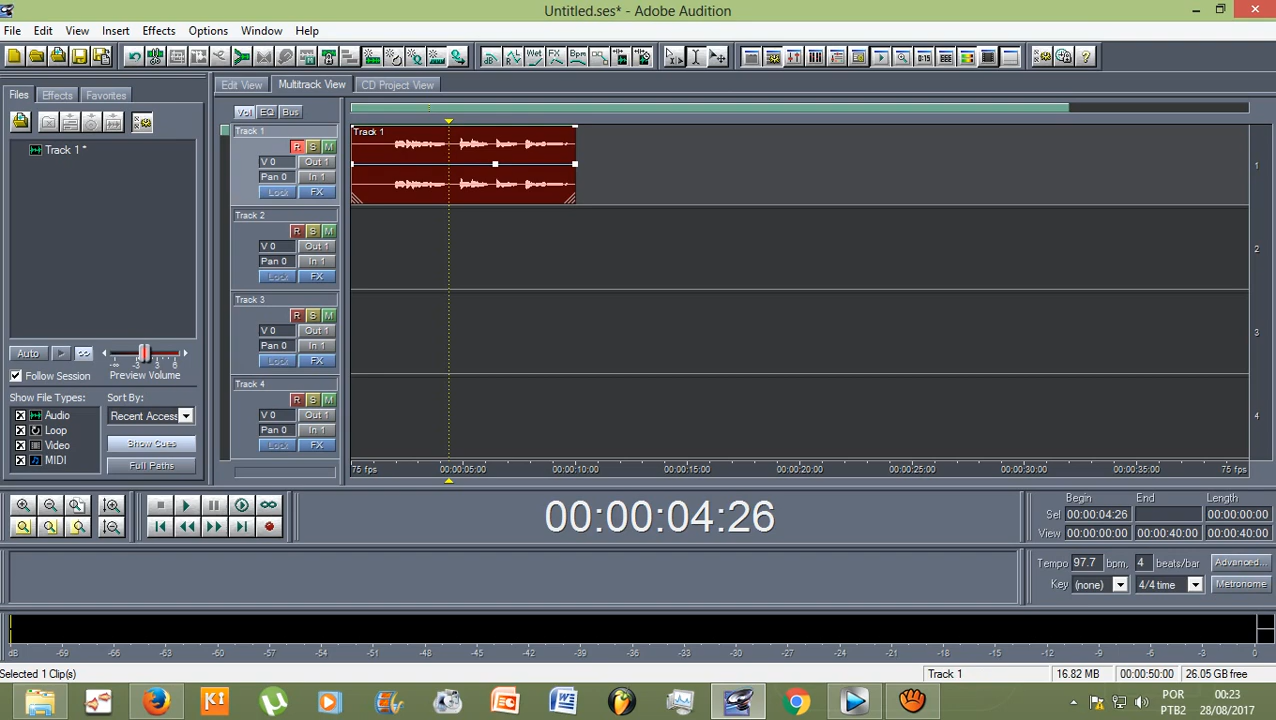 Untitled.ses* - Adobe Audition
File Edit View Insert Effects Options Window Help
Files Effects Favorites
Edit View Multitrack View CD Project View
Vol EQ Bus
Track 1 *
Track 1
R S M
V 0 Out 1
Pan 0 In 1
Lock FX
Track 1
1
Track 2
R S M
V 0 Out 1
Pan 0 In 1
Lock FX
2
Track 3
R S M
V 0 Out 1
Pan 0 In 1
Lock FX
3
Track 4
R S M
V 0 Out 1
Pan 0 In 1
Lock FX
4
Auto
-∞ -3 3 6
Follow Session Preview Volume
Show File Types: Sort By:
Audio Recent Access
Loop
Video Show Cues
MIDI Full Paths
75 fps 00:00:05:00 00:00:10:00 00:00:15:00 00:00:20:00 00:00:25:00 00:00:30:00 00:00:35:00 75 fps
00:00:04:26
Begin End Length
Sel 00:00:04:26 00:00:00:00
View 00:00:00:00 00:00:40:00 00:00:40:00
Tempo 97.7 bpm, 4 beats/bar Advanced...
Key (none) 4/4 time Metronome
dB -69 -66 -63 -60 -57 -54 -51 -48 -45 -42 -39 -36 -33 -30 -27 -24 -21 -18 -15 -12 -9 -6 -3 0
Selected 1 Clip(s) Track 1 16.82 MB 00:00:50:00 26.05 GB free
POR 00:23
PTB2 28/08/2017